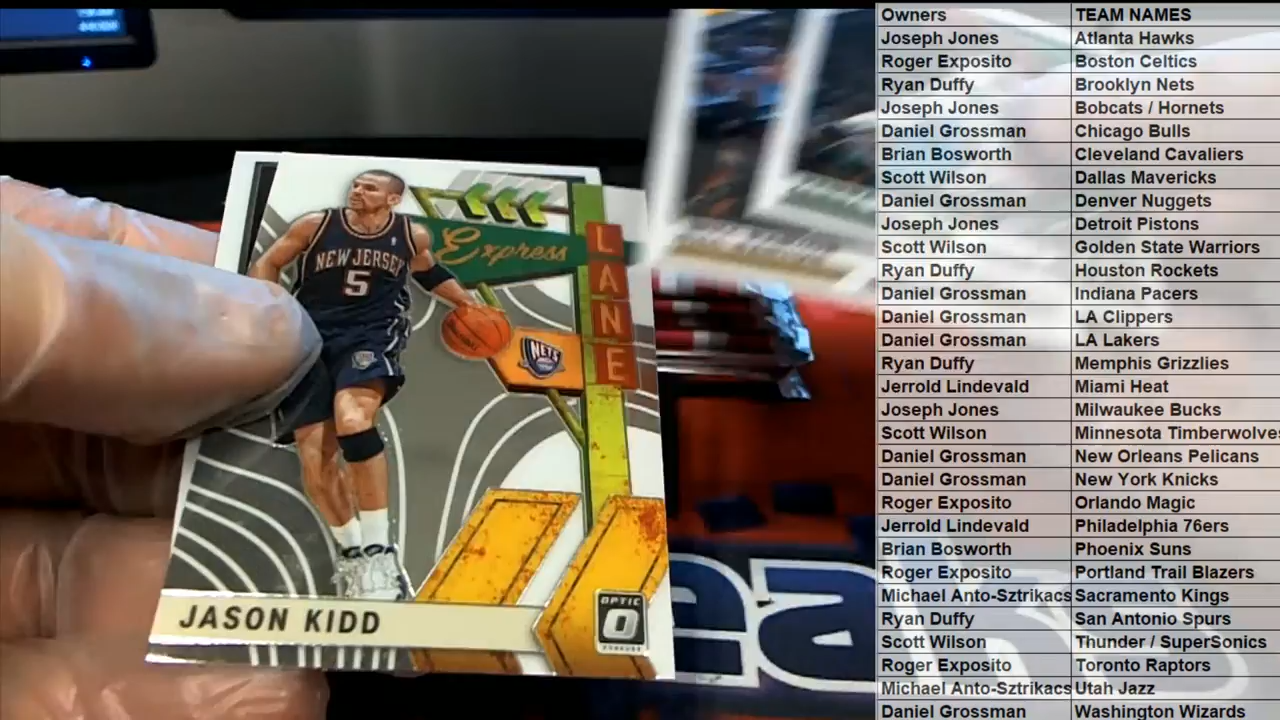 Owners TEAM NAMES
Joseph Jones Atlanta Hawks
Roger Exposito Boston Celtics
Ryan Duffy Brooklyn Nets
Joseph Jones Bobcats / Hornets
Daniel Grossman Chicago Bulls
Brian Bosworth Cleveland Cavaliers
Scott Wilson Dallas Mavericks
Daniel Grossman Denver Nuggets
Joseph Jones Detroit Pistons
Scott Wilson Golden State Warriors
Ryan Duffy Houston Rockets
Daniel Grossman Indiana Pacers
Daniel Grossman LA Clippers
Daniel Grossman LA Lakers
Ryan Duffy Memphis Grizzlies
Jerrold Lindevald Miami Heat
Joseph Jones Milwaukee Bucks
Scott Wilson Minnesota Timberwolves
Daniel Grossman New Orleans Pelicans
Daniel Grossman New York Knicks
Roger Exposito Orlando Magic
Jerrold Lindevald Philadelphia 76ers
Brian Bosworth Phoenix Suns
Roger Exposito Portland Trail Blazers
Michael Anto-Sztrikacs Sacramento Kings
Ryan Duffy San Antonio Spurs
Scott Wilson Thunder / SuperSonics
Roger Exposito Toronto Raptors
Michael Anto-Sztrikacs Utah Jazz
Daniel Grossman Washington Wizards
Express
LANE
NEW JERSEY
5
NETS
JASON KIDD
OPTIC